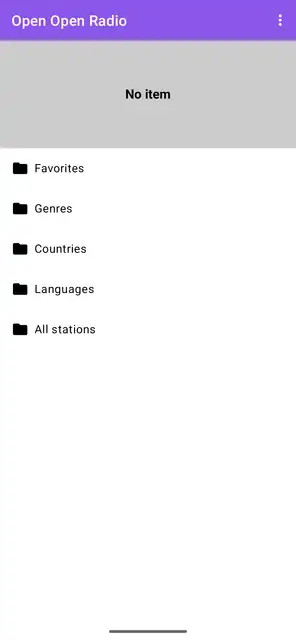 Open Open Radio
No item
Favorites
Genres
Countries
Languages
All stations